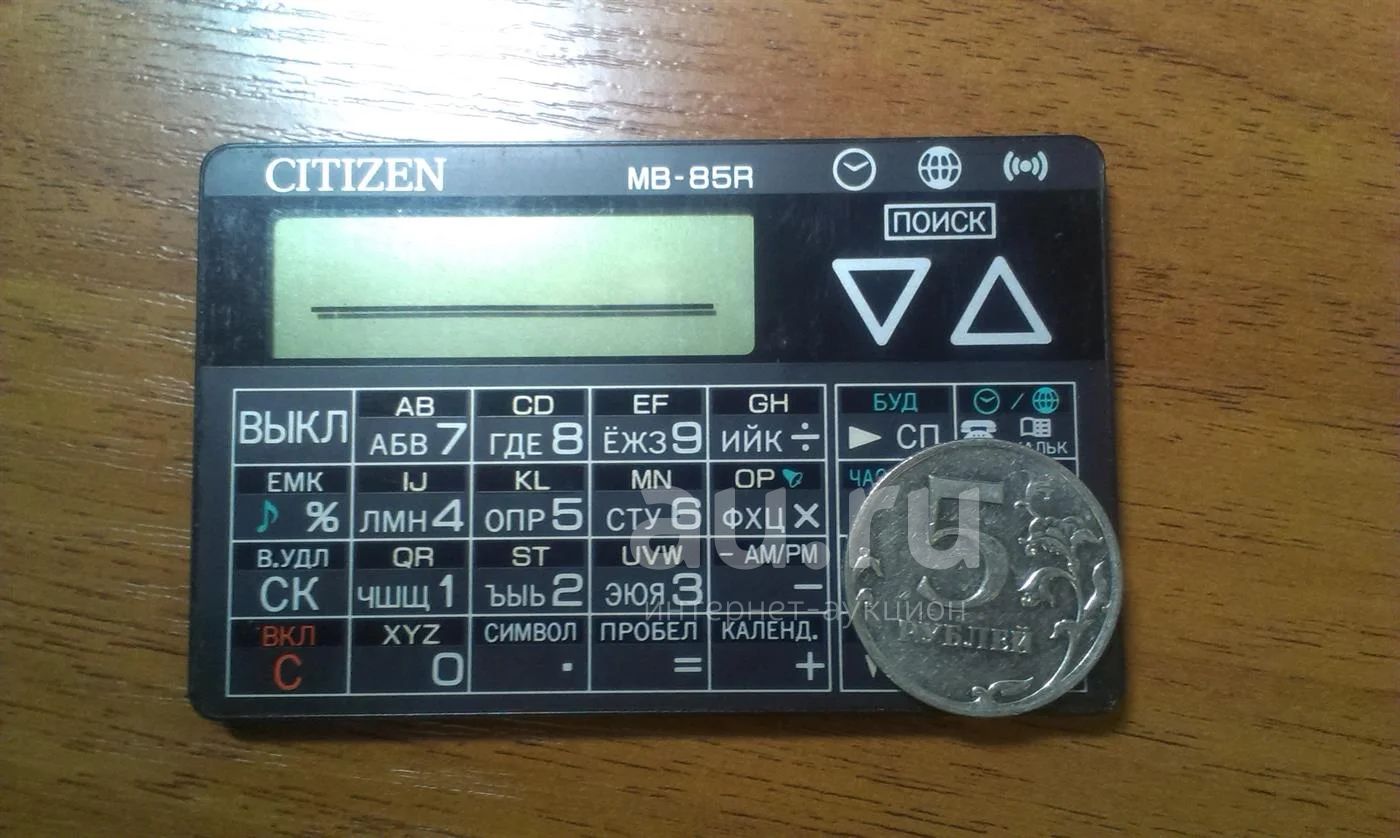 CITIZEN MB-85R
ПОИСК
ВЫКЛ AB АБВ 7 CD ГДЕ 8 EF ЁЖЗ 9 GH ИЙК ÷ БУД СП /
ЕМК % IJ ЛМН 4 KL ОПР 5 MN СТУ 6 OP ФХЦ ×
В.УДЛ СК QR ЧШЩ 1 ST ЪЫЬ 2 UVW ЭЮЯ 3 - AM/PM −
ВКЛ С XYZ 0 СИМВОЛ . ПРОБЕЛ = КАЛЕНД. +
5
РУБЛЕЙ
au.ru
интернет-аукцион